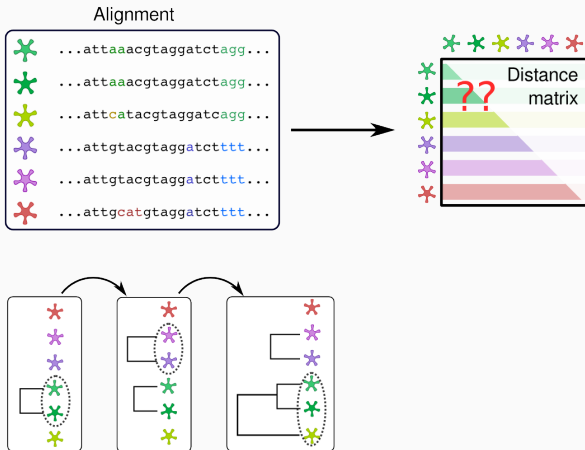 Alignment
...attaaacgtaggatctagg...
...attaaacgtaggatctagg...
...attcatacgtaggatcagg...
...attgtacgtaggatctttt...
...attgtacgtaggatctttt...
...attgcatgtaggatctttt...
Distance
matrix
??